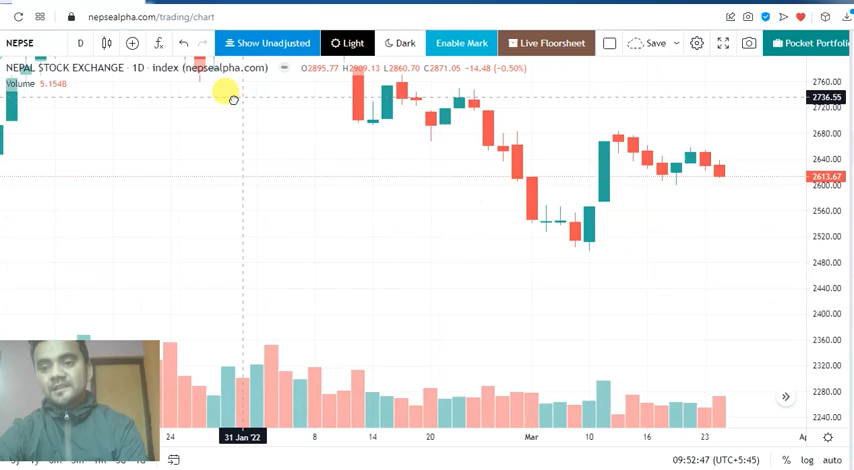 nepsealpha.com/trading/chart
NEPSE D Show Unadjusted Light Dark Enable Mark Live Floorsheet Save Pocket Portfolio
NEPAL STOCK EXCHANGE · 1D · index (nepsealpha.com) O2895.77 H2909.13 L2860.70 C2871.05 −14.48 (−0.50%)
Volume 5.154B
2760.00
2736.55
2720.00
2680.00
2640.00
2613.67
2600.00
2560.00
2520.00
2480.00
2440.00
2400.00
2360.00
2320.00
2280.00
2240.00
24 31 Jan '22 8 14 20 Mar 10 16 23
09:52:47 (UTC+5:45) % log auto